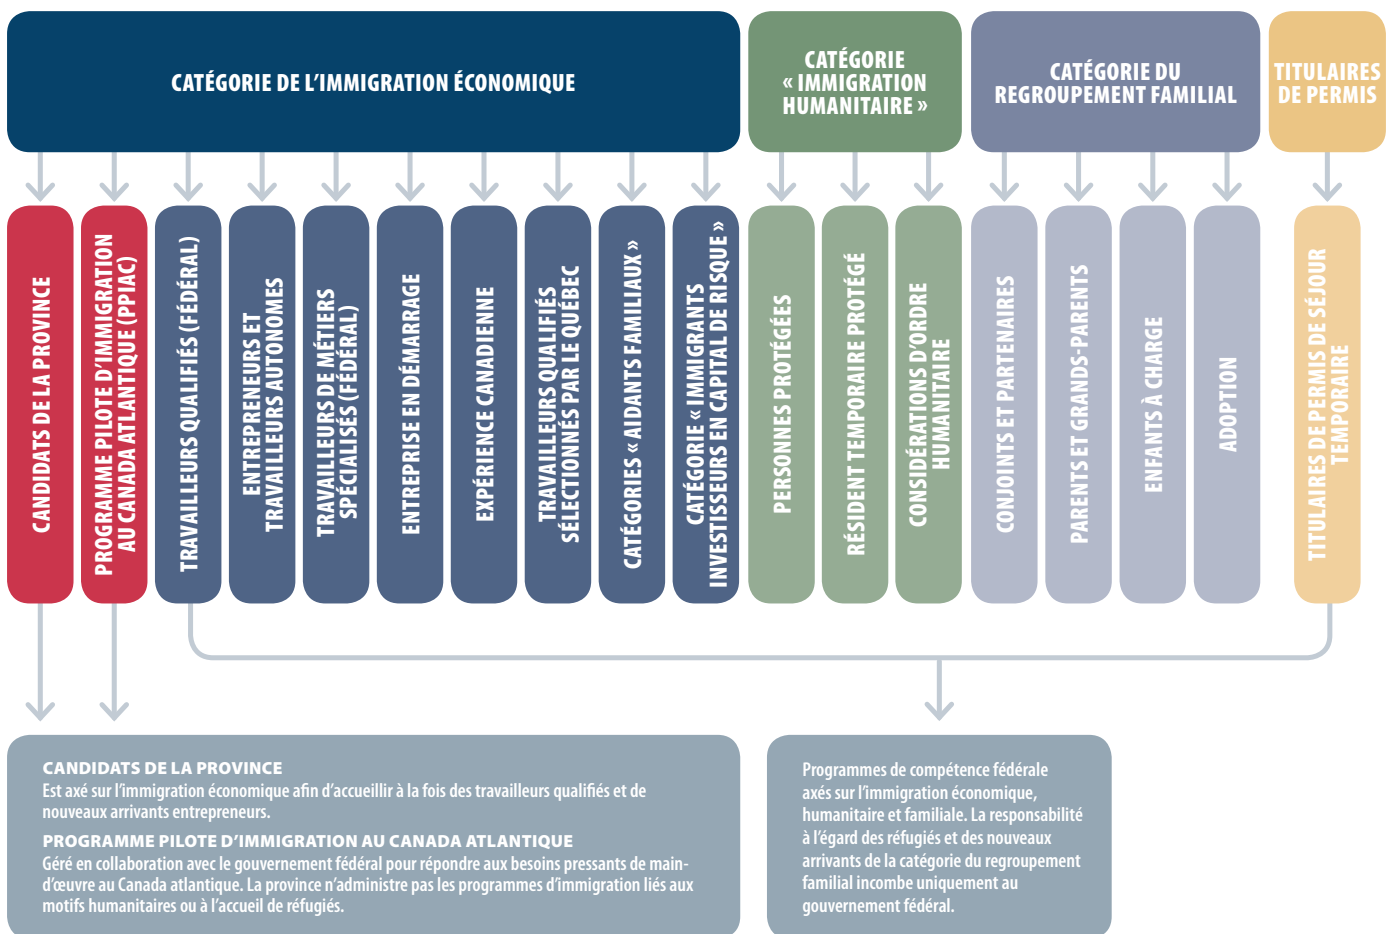 CATÉGORIE DE L’IMMIGRATION ÉCONOMIQUE
CATÉGORIE
« IMMIGRATION
HUMANITAIRE »
CATÉGORIE DU
REGROUPEMENT FAMILIAL
TITULAIRES
DE PERMIS
CANDIDATS DE LA PROVINCE
PROGRAMME PILOTE D’IMMIGRATION
AU CANADA ATLANTIQUE (PPIAC)
TRAVAILLEURS QUALIFIÉS (FÉDÉRAL)
ENTREPRENEURS ET
TRAVAILLEURS AUTONOMES
TRAVAILLEURS DE MÉTIERS
SPÉCIALISÉS (FÉDÉRAL)
ENTREPRISE EN DÉMARRAGE
EXPÉRIENCE CANADIENNE
TRAVAILLEURS QUALIFIÉS
SÉLECTIONNÉS PAR LE QUÉBEC
CATÉGORIES « AIDANTS FAMILIAUX »
CATÉGORIE « IMMIGRANTS
INVESTISSEURS EN CAPITAL DE RISQUE »
PERSONNES PROTÉGÉES
RÉSIDENT TEMPORAIRE PROTÉGÉ
CONSIDÉRATIONS D’ORDRE
HUMANITAIRE
CONJOINTS ET PARTENAIRES
PARENTS ET GRANDS-PARENTS
ENFANTS À CHARGE
ADOPTION
TITULAIRES DE PERMIS DE SÉJOUR
TEMPORAIRE
CANDIDATS DE LA PROVINCE
Est axé sur l’immigration économique afin d’accueillir à la fois des travailleurs qualifiés et de
nouveaux arrivants entrepreneurs.
PROGRAMME PILOTE D’IMMIGRATION AU CANADA ATLANTIQUE
Géré en collaboration avec le gouvernement fédéral pour répondre aux besoins pressants de main-
d’œuvre au Canada atlantique. La province n’administre pas les programmes d’immigration liés aux
motifs humanitaires ou à l’accueil de réfugiés.
Programmes de compétence fédérale
axés sur l’immigration économique,
humanitaire et familiale. La responsabilité
à l’égard des réfugiés et des nouveaux
arrivants de la catégorie du regroupement
familial incombe uniquement au
gouvernement fédéral.